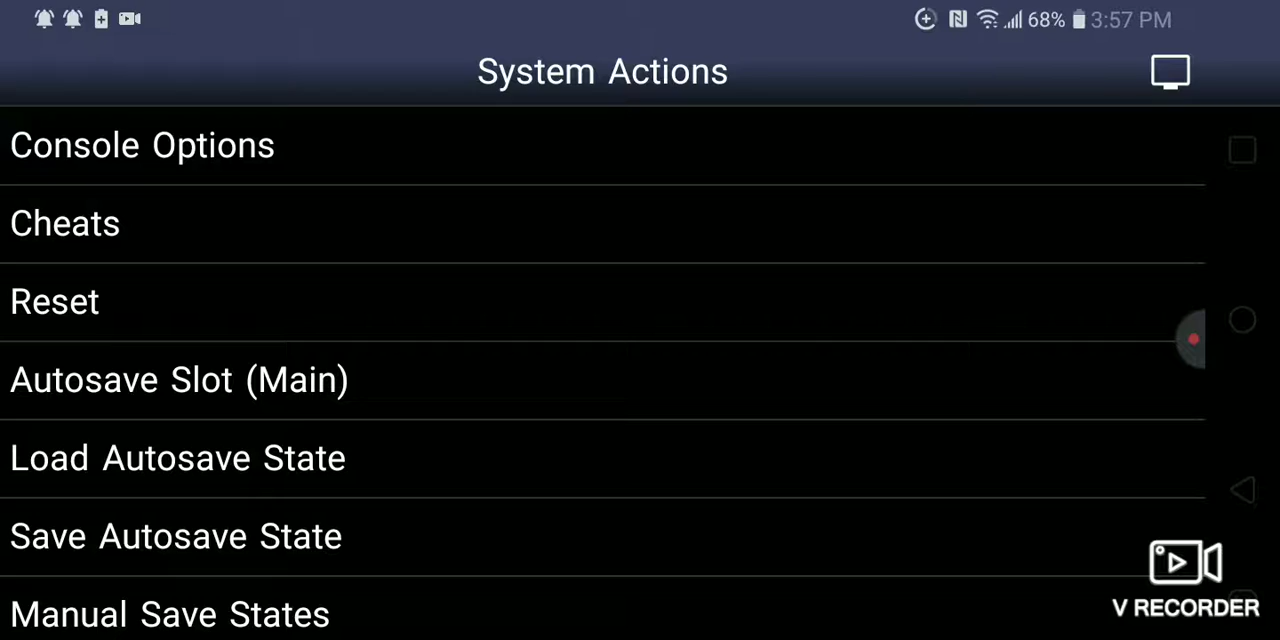 68% 3:57 PM
System Actions
Console Options
Cheats
Reset
Autosave Slot (Main)
Load Autosave State
Save Autosave State
Manual Save States
V RECORDER